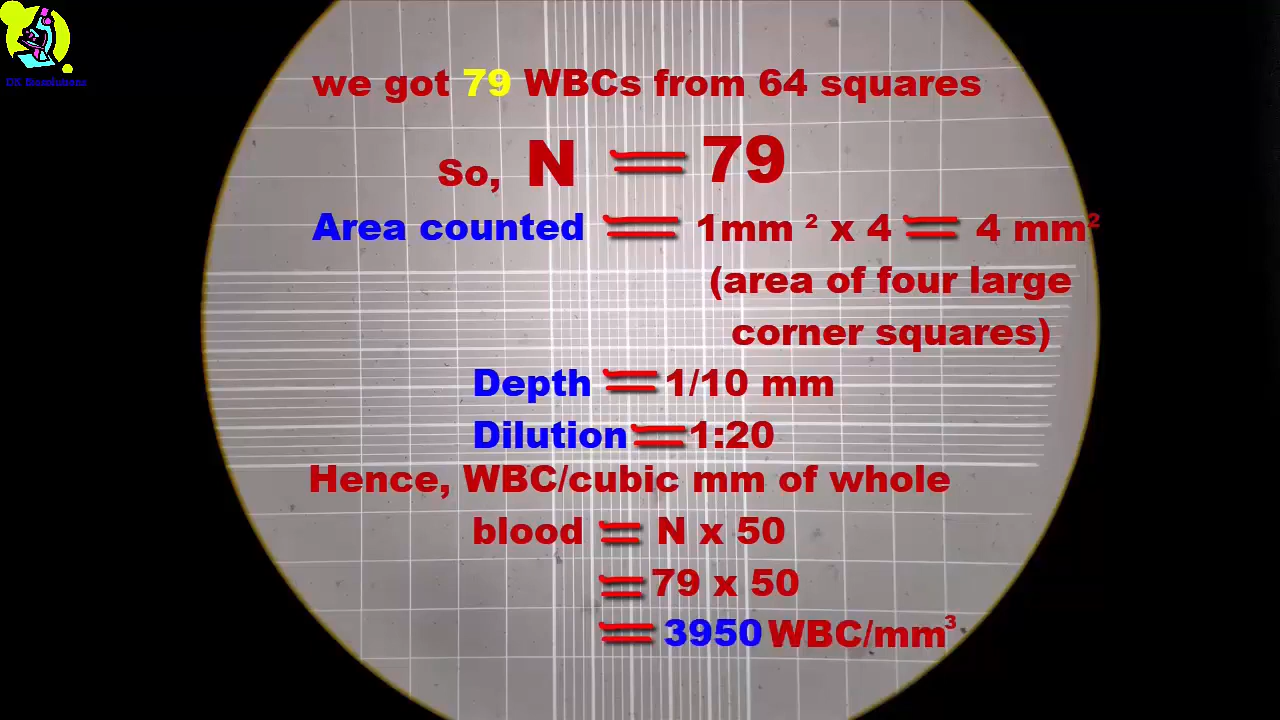 DK Biosolutions
we got 79 WBCs from 64 squares
So, N = 79
Area counted = 1mm ² x 4 = 4 mm²
(area of four large
corner squares)
Depth = 1/10 mm
Dilution = 1:20
Hence, WBC/cubic mm of whole
blood = N x 50
= 79 x 50
= 3950 WBC/mm³